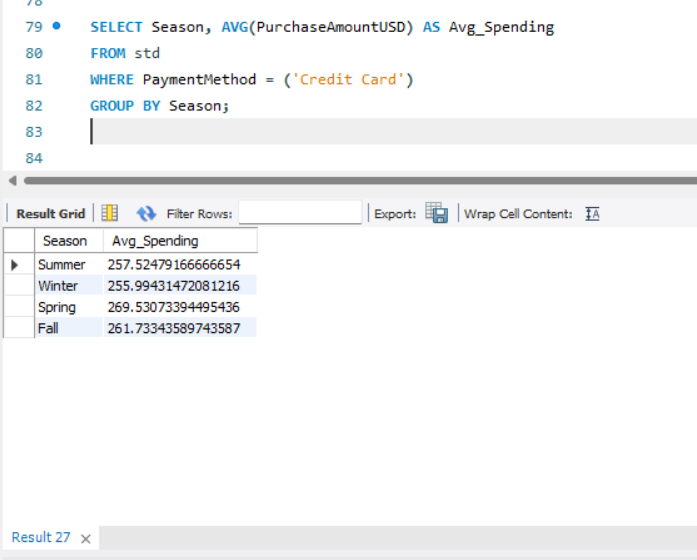 78
79 SELECT Season, AVG(PurchaseAmountUSD) AS Avg_Spending
80 FROM std
81 WHERE PaymentMethod = ('Credit Card')
82 GROUP BY Season;
83
84
Result Grid Filter Rows: Export: Wrap Cell Content: IA
Season Avg_Spending
Summer 257.52479166666654
Winter 255.99431472081216
Spring 269.53073394495436
Fall 261.73343589743587
Result 27 ×